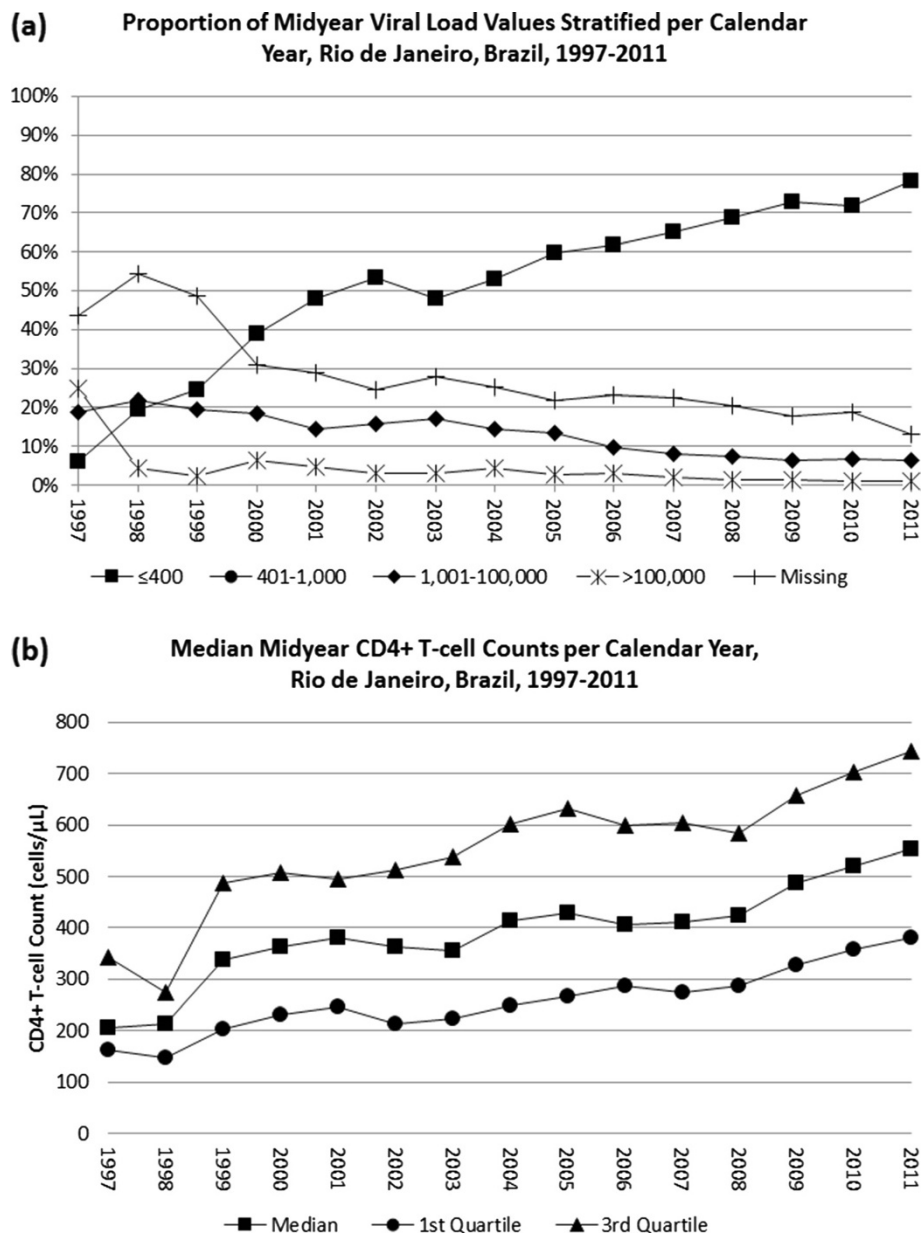 (a) Proportion of Midyear Viral Load Values Stratified per Calendar
Year, Rio de Janeiro, Brazil, 1997-2011
100%
90%
80%
70%
60%
50%
40%
30%
20%
10%
0%
1997 1998 1999 2000 2001 2002 2003 2004 2005 2006 2007 2008 2009 2010 2011
≤400 401-1,000 1,001-100,000 >100,000 Missing
(b) Median Midyear CD4+ T-cell Counts per Calendar Year,
Rio de Janeiro, Brazil, 1997-2011
CD4+ T-cell Count (cells/µL)
800
700
600
500
400
300
200
100
0
1997 1998 1999 2000 2001 2002 2003 2004 2005 2006 2007 2008 2009 2010 2011
Median 1st Quartile 3rd Quartile